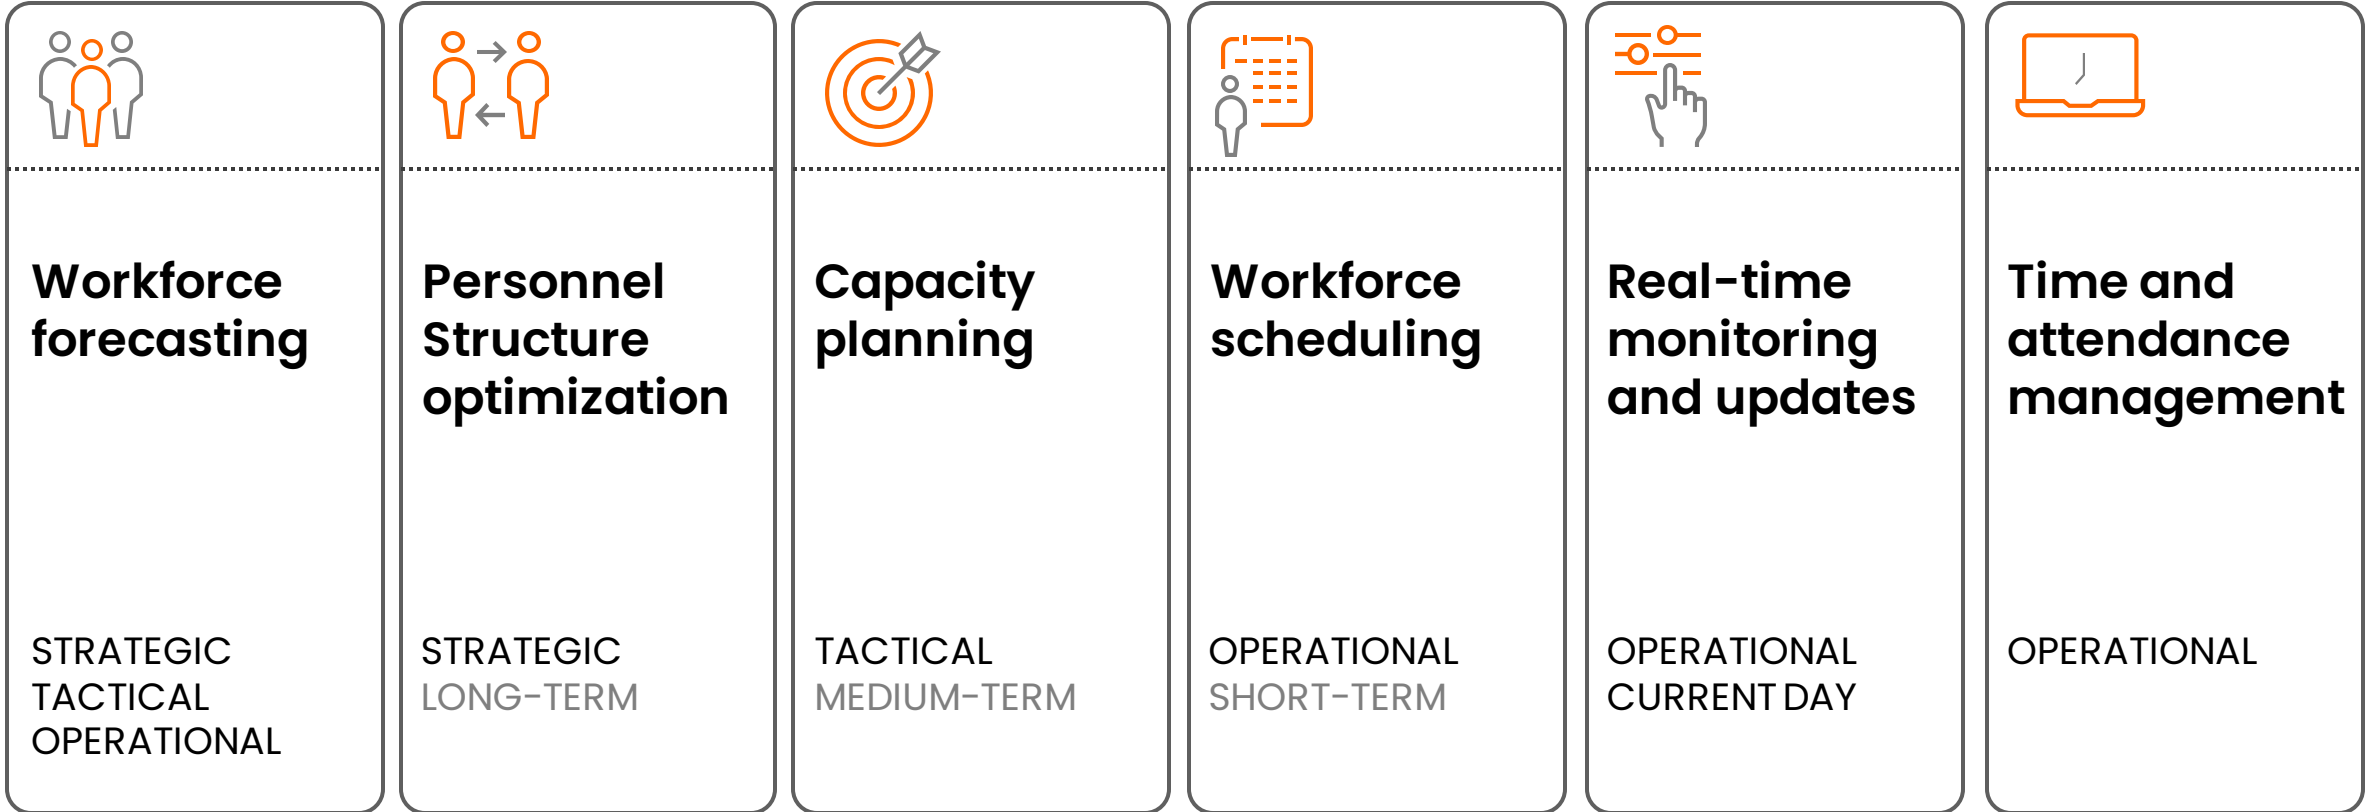 Workforce
forecasting
STRATEGIC
TACTICAL
OPERATIONAL
Personnel
Structure
optimization
STRATEGIC
LONG-TERM
Capacity
planning
TACTICAL
MEDIUM-TERM
Workforce
scheduling
OPERATIONAL
SHORT-TERM
Real-time
monitoring
and updates
OPERATIONAL
CURRENT DAY
Time and
attendance
management
OPERATIONAL